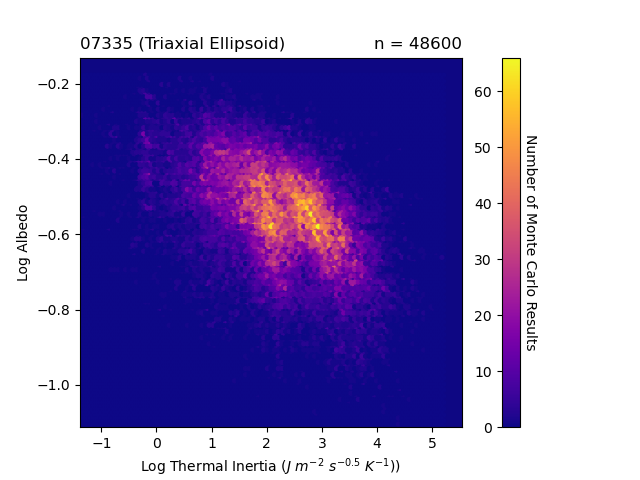 07335 (Triaxial Ellipsoid)
n = 48600
−0.2
−0.4
−0.6
−0.8
−1.0
Log Albedo
−1 0 1 2 3 4 5
Log Thermal Inertia (J m⁻² s⁻⁰·⁵ K⁻¹))
60
50
40
30
20
10
0
Number of Monte Carlo Results